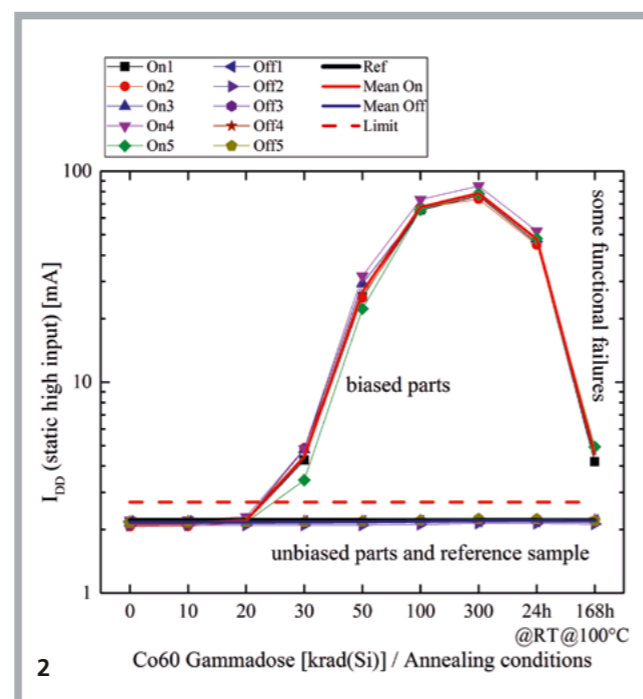 On1 Off1 Ref
On2 Off2 Mean On
On3 Off3 Mean Off
On4 Off4 Limit
On5 Off5
100
10
1
I_DD (static high input) [mA]
some functional failures
biased parts
unbiased parts and reference sample
0 10 20 30 50 100 300 24h 168h
@RT @100°C
Co60 Gammadose [krad(Si)] / Annealing conditions
2